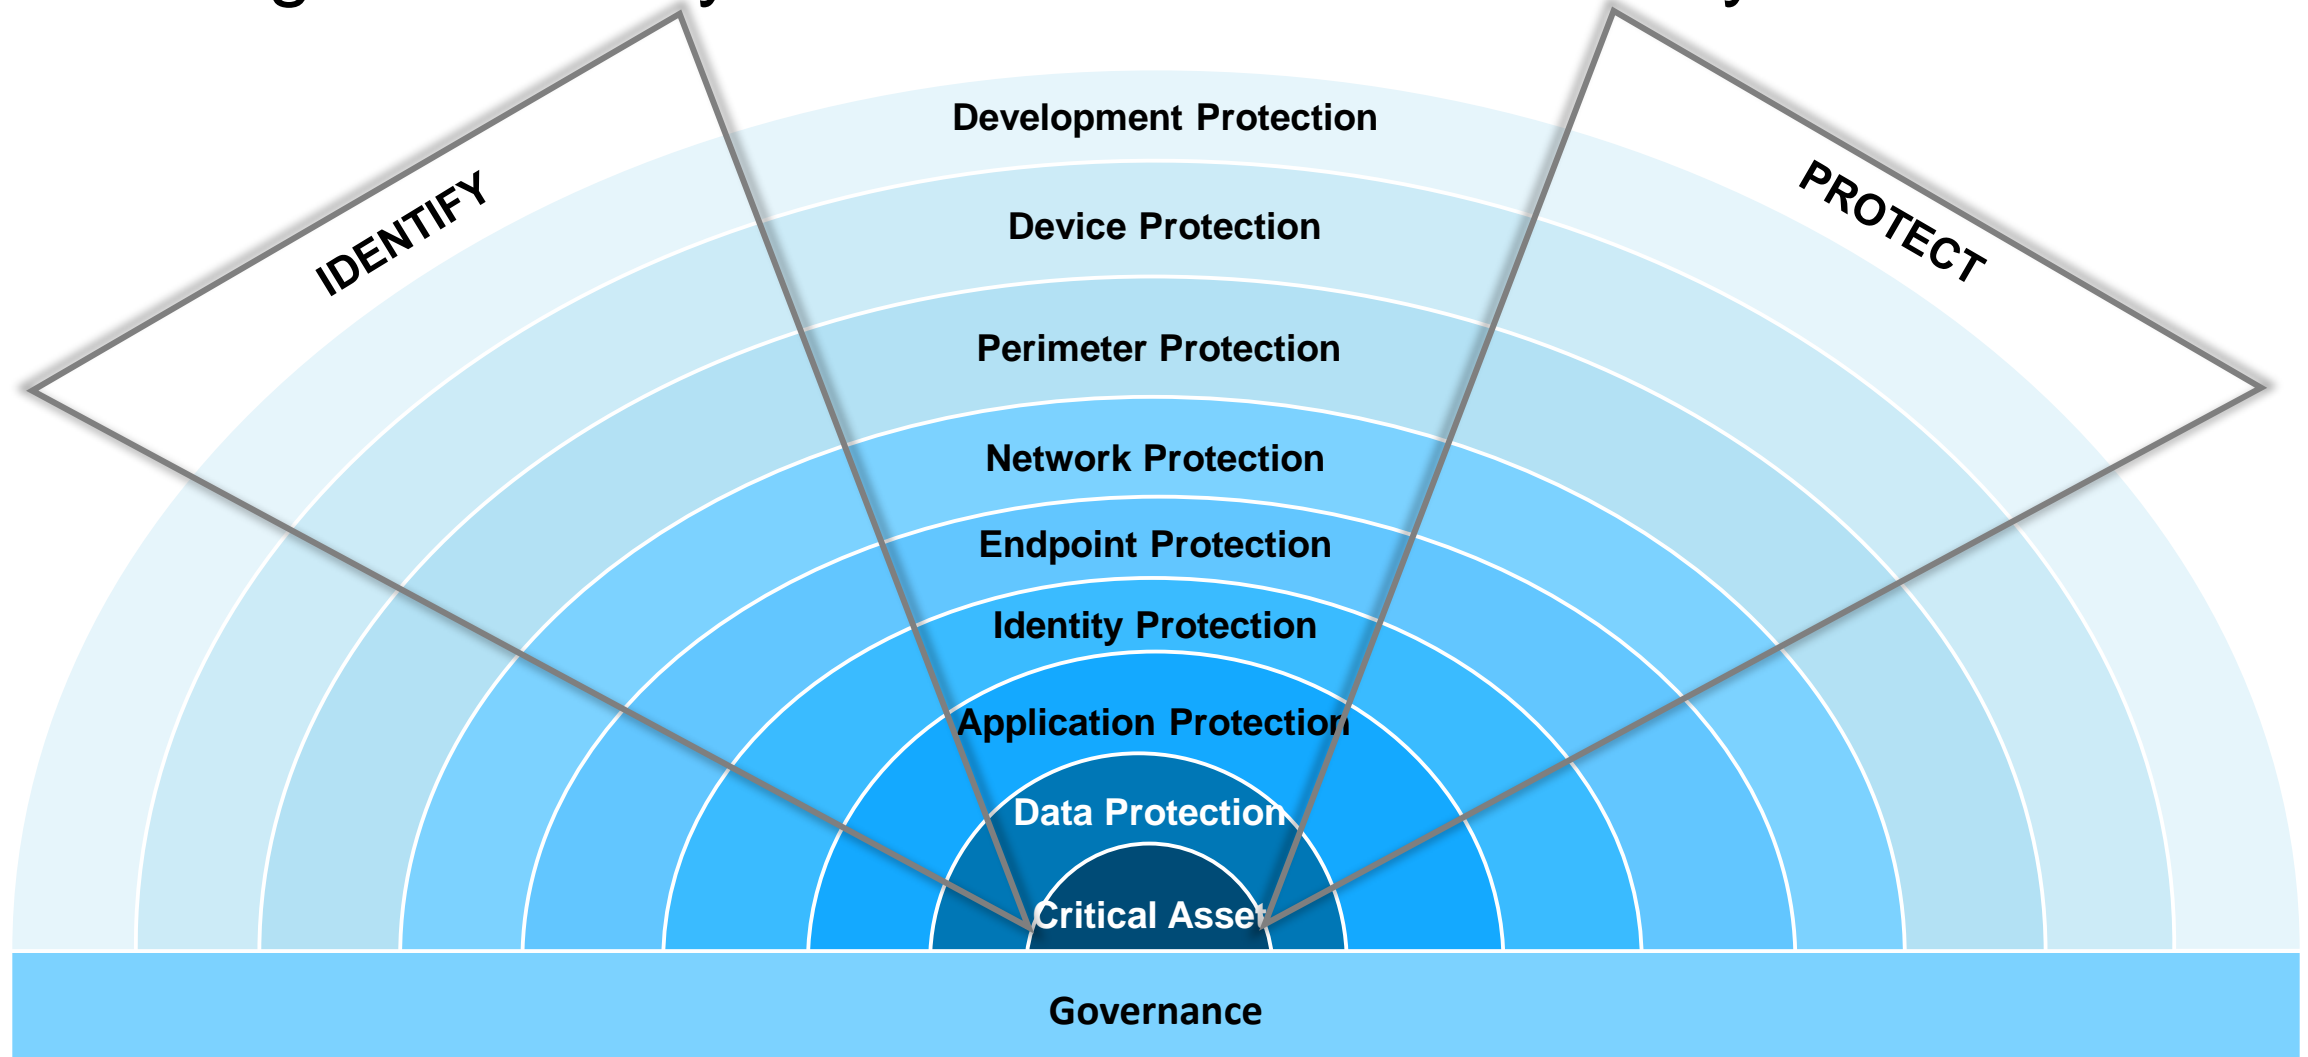 Development Protection
IDENTIFY
PROTECT
Device Protection
Perimeter Protection
Network Protection
Endpoint Protection
Identity Protection
Application Protection
Data Protection
Critical Asset
Governance